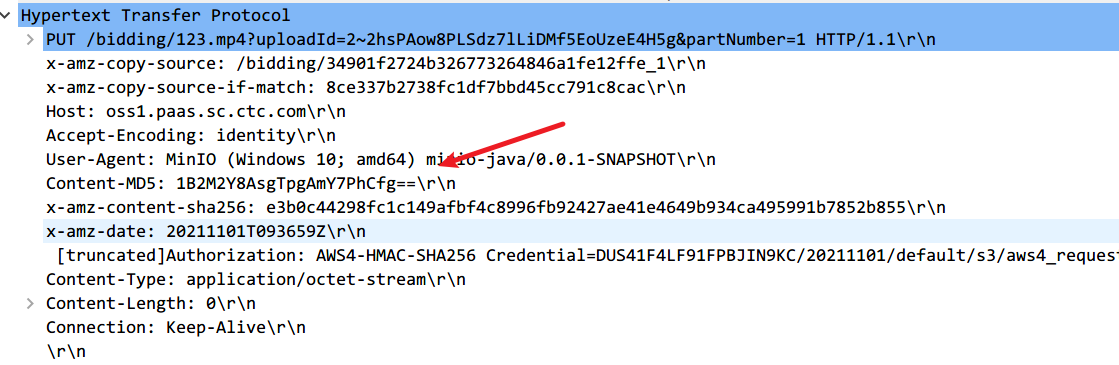 Hypertext Transfer Protocol
PUT /bidding/123.mp4?uploadId=2~2hsPAow8PLSdz7lLiDMf5EoUzeE4H5g&partNumber=1 HTTP/1.1\r\n
x-amz-copy-source: /bidding/34901f2724b326773264846a1fe12ffe_1\r\n
x-amz-copy-source-if-match: 8ce337b2738fc1df7bbd45cc791c8cac\r\n
Host: oss1.paas.sc.ctc.com\r\n
Accept-Encoding: identity\r\n
User-Agent: MinIO (Windows 10; amd64) minio-java/0.0.1-SNAPSHOT\r\n
Content-MD5: 1B2M2Y8AsgTpgAmY7PhCfg==\r\n
x-amz-content-sha256: e3b0c44298fc1c149afbf4c8996fb92427ae41e4649b934ca495991b7852b855\r\n
x-amz-date: 20211101T093659Z\r\n
[truncated]Authorization: AWS4-HMAC-SHA256 Credential=DUS41F4LF91FPBJIN9KC/20211101/default/s3/aws4_request
Content-Type: application/octet-stream\r\n
Content-Length: 0\r\n
Connection: Keep-Alive\r\n
\r\n